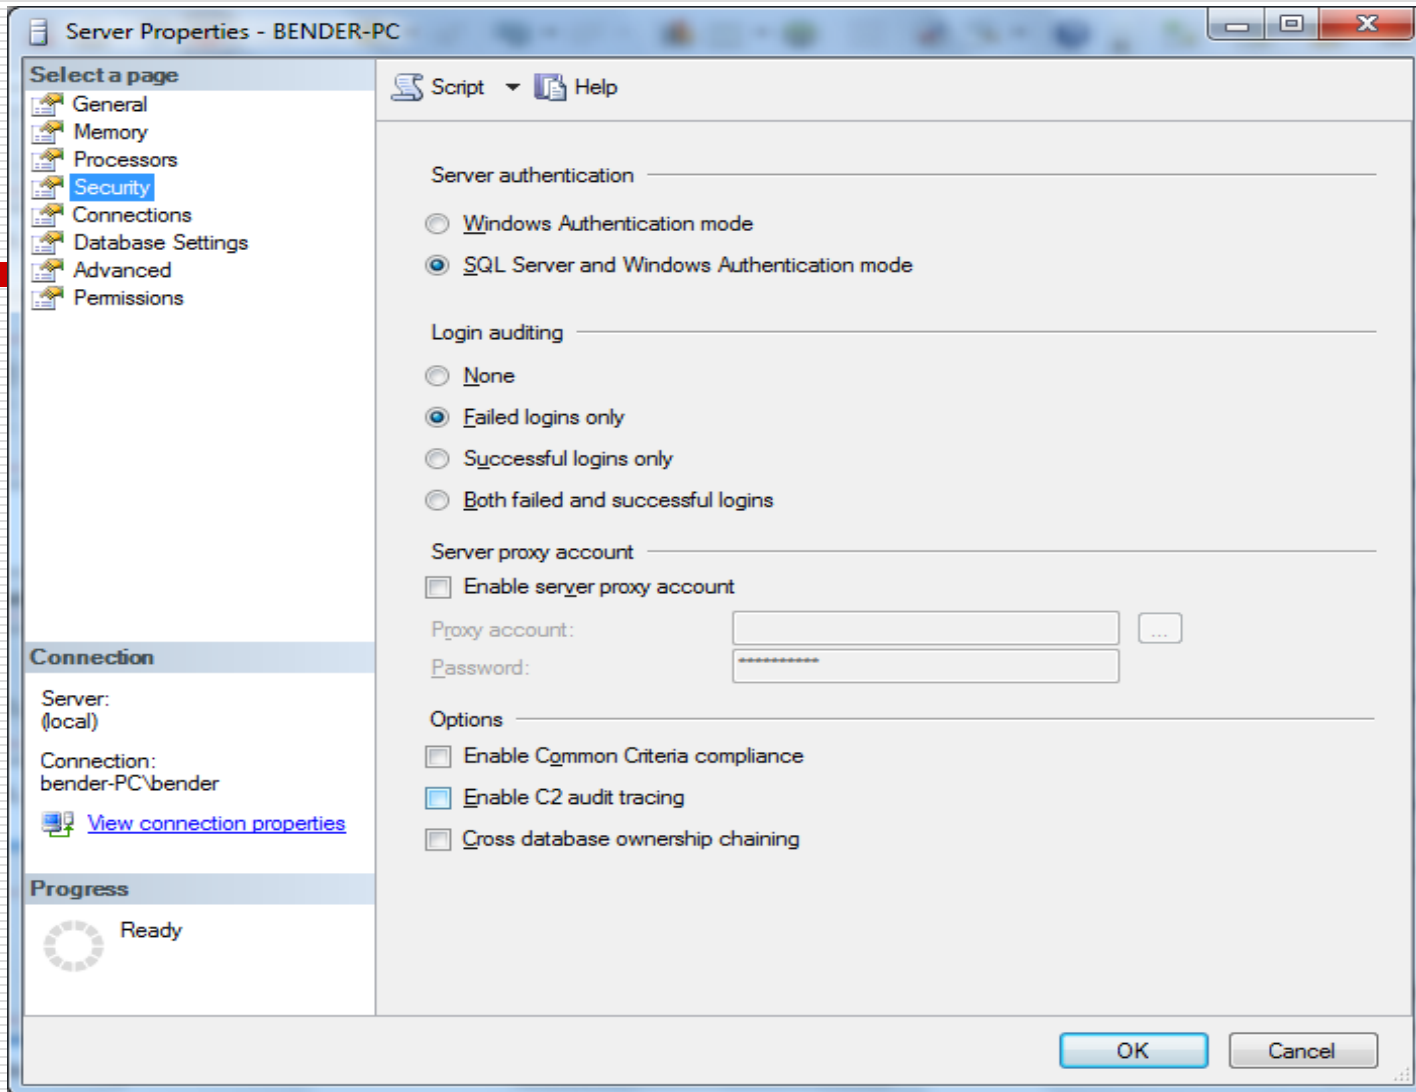 Server Properties - BENDER-PC
Select a page
General
Memory
Processors
Security
Connections
Database Settings
Advanced
Permissions
Script Help
Server authentication
Windows Authentication mode
SQL Server and Windows Authentication mode
Login auditing
None
Failed logins only
Successful logins only
Both failed and successful logins
Server proxy account
Enable server proxy account
Proxy account: ...
Password: **********
Options
Enable Common Criteria compliance
Enable C2 audit tracing
Cross database ownership chaining
Connection
Server:
(local)
Connection:
bender-PC\bender
View connection properties
Progress
Ready
OK Cancel